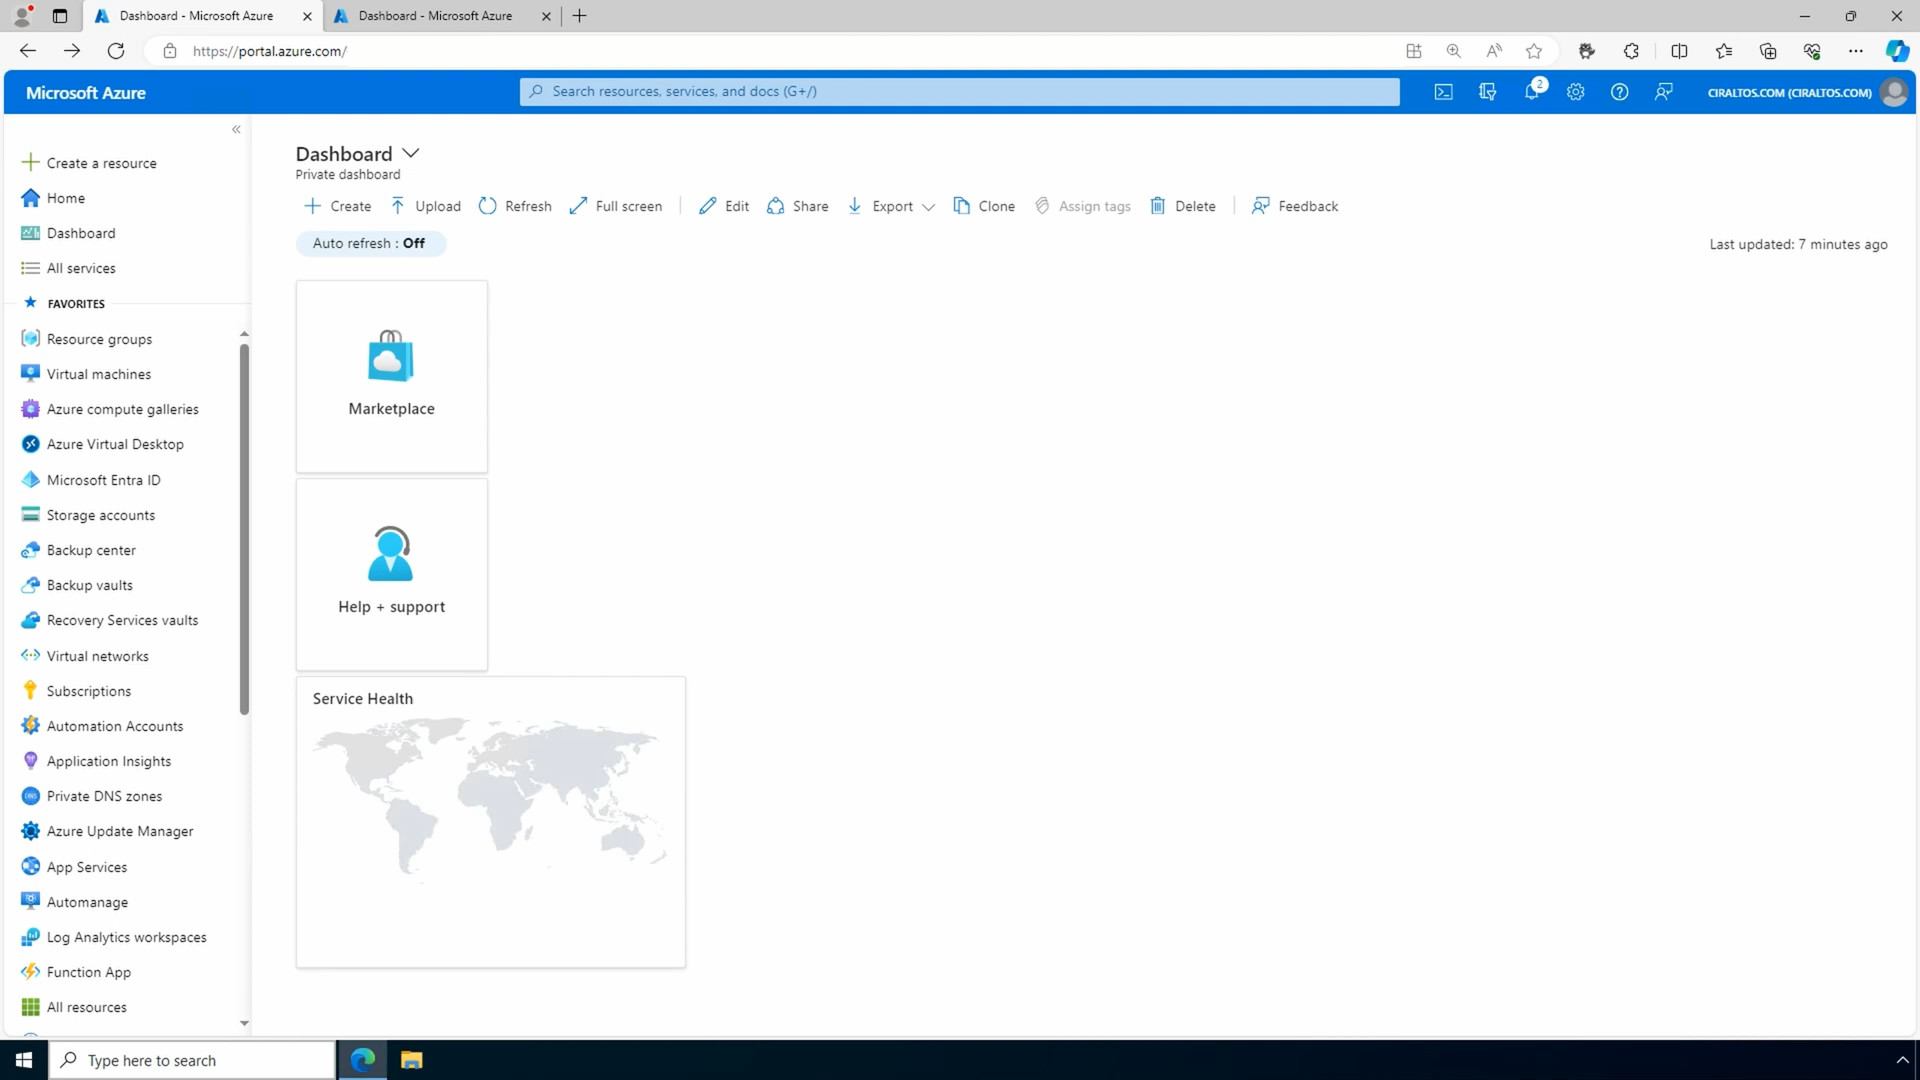 Dashboard - Microsoft Azure
Dashboard - Microsoft Azure
https://portal.azure.com/
Microsoft Azure
Search resources, services, and docs (G+/)
2
CIRALTOS.COM (CIRALTOS.COM)
Create a resource
Home
Dashboard
All services
FAVORITES
Resource groups
Virtual machines
Azure compute galleries
Azure Virtual Desktop
Microsoft Entra ID
Storage accounts
Backup center
Backup vaults
Recovery Services vaults
Virtual networks
Subscriptions
Automation Accounts
Application Insights
Private DNS zones
Azure Update Manager
App Services
Automanage
Log Analytics workspaces
Function App
All resources
Dashboard
Private dashboard
Create Upload Refresh Full screen Edit Share Export Clone Assign tags Delete Feedback
Auto refresh : Off
Last updated: 7 minutes ago
Marketplace
Help + support
Service Health
Type here to search